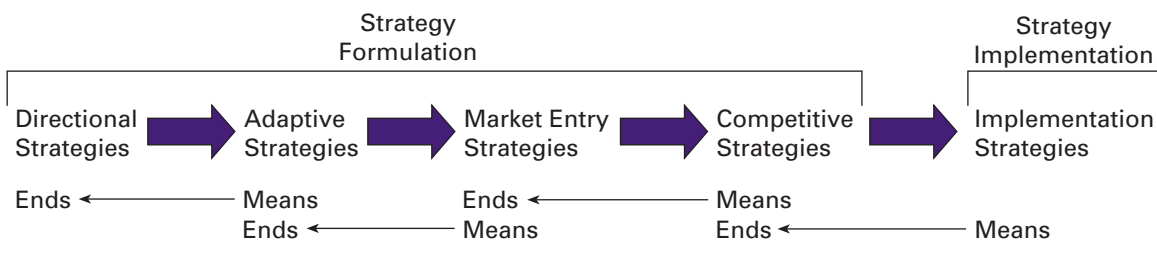 Strategy
Formulation
Strategy
Implementation
Directional
Strategies
Adaptive
Strategies
Market Entry
Strategies
Competitive
Strategies
Implementation
Strategies
Ends Means Ends Means
Ends Means Ends Means